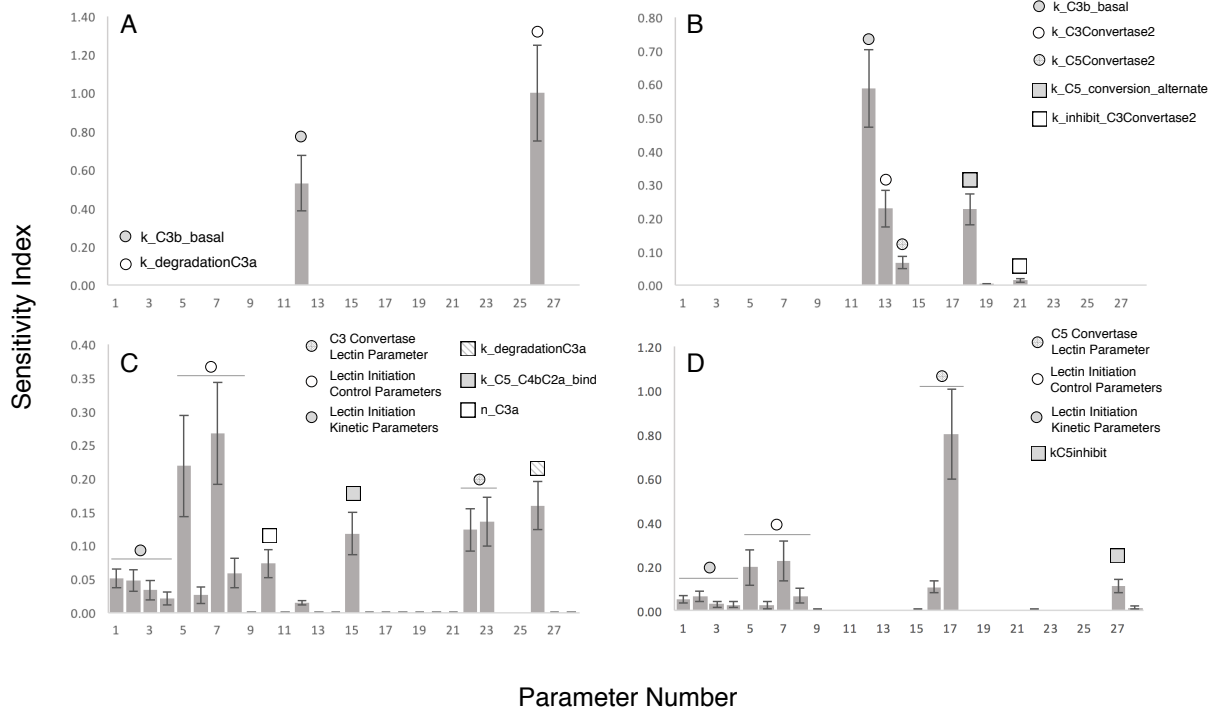 A
1.40
1.20
1.00
0.80
0.60
0.40
0.20
0.00
k_C3b_basal
k_degradationC3a
1 3 5 7 9 11 13 15 17 19 21 23 25 27
B
0.80
0.70
0.60
0.50
0.40
0.30
0.20
0.10
0.00
k_C3b_basal
k_C3Convertase2
k_C5Convertase2
k_C5_conversion_alternate
k_inhibit_C3Convertase2
1 3 5 7 9 11 13 15 17 19 21 23 25 27
Sensitivity Index
C
0.40
0.35
0.30
0.25
0.20
0.15
0.10
0.05
0.00
C3 Convertase
Lectin Parameter
Lectin Initiation
Control Parameters
Lectin Initiation
Kinetic Parameters
k_degradationC3a
k_C5_C4bC2a_bind
n_C3a
1 3 5 7 9 11 13 15 17 19 21 23 25 27
D
1.20
1.00
0.80
0.60
0.40
0.20
0.00
C5 Convertase
Lectin Parameter
Lectin Initiation
Control Parameters
Lectin Initiation
Kinetic Parameters
kC5inhibit
1 3 5 7 9 11 13 15 17 19 21 23 25 27
Parameter Number